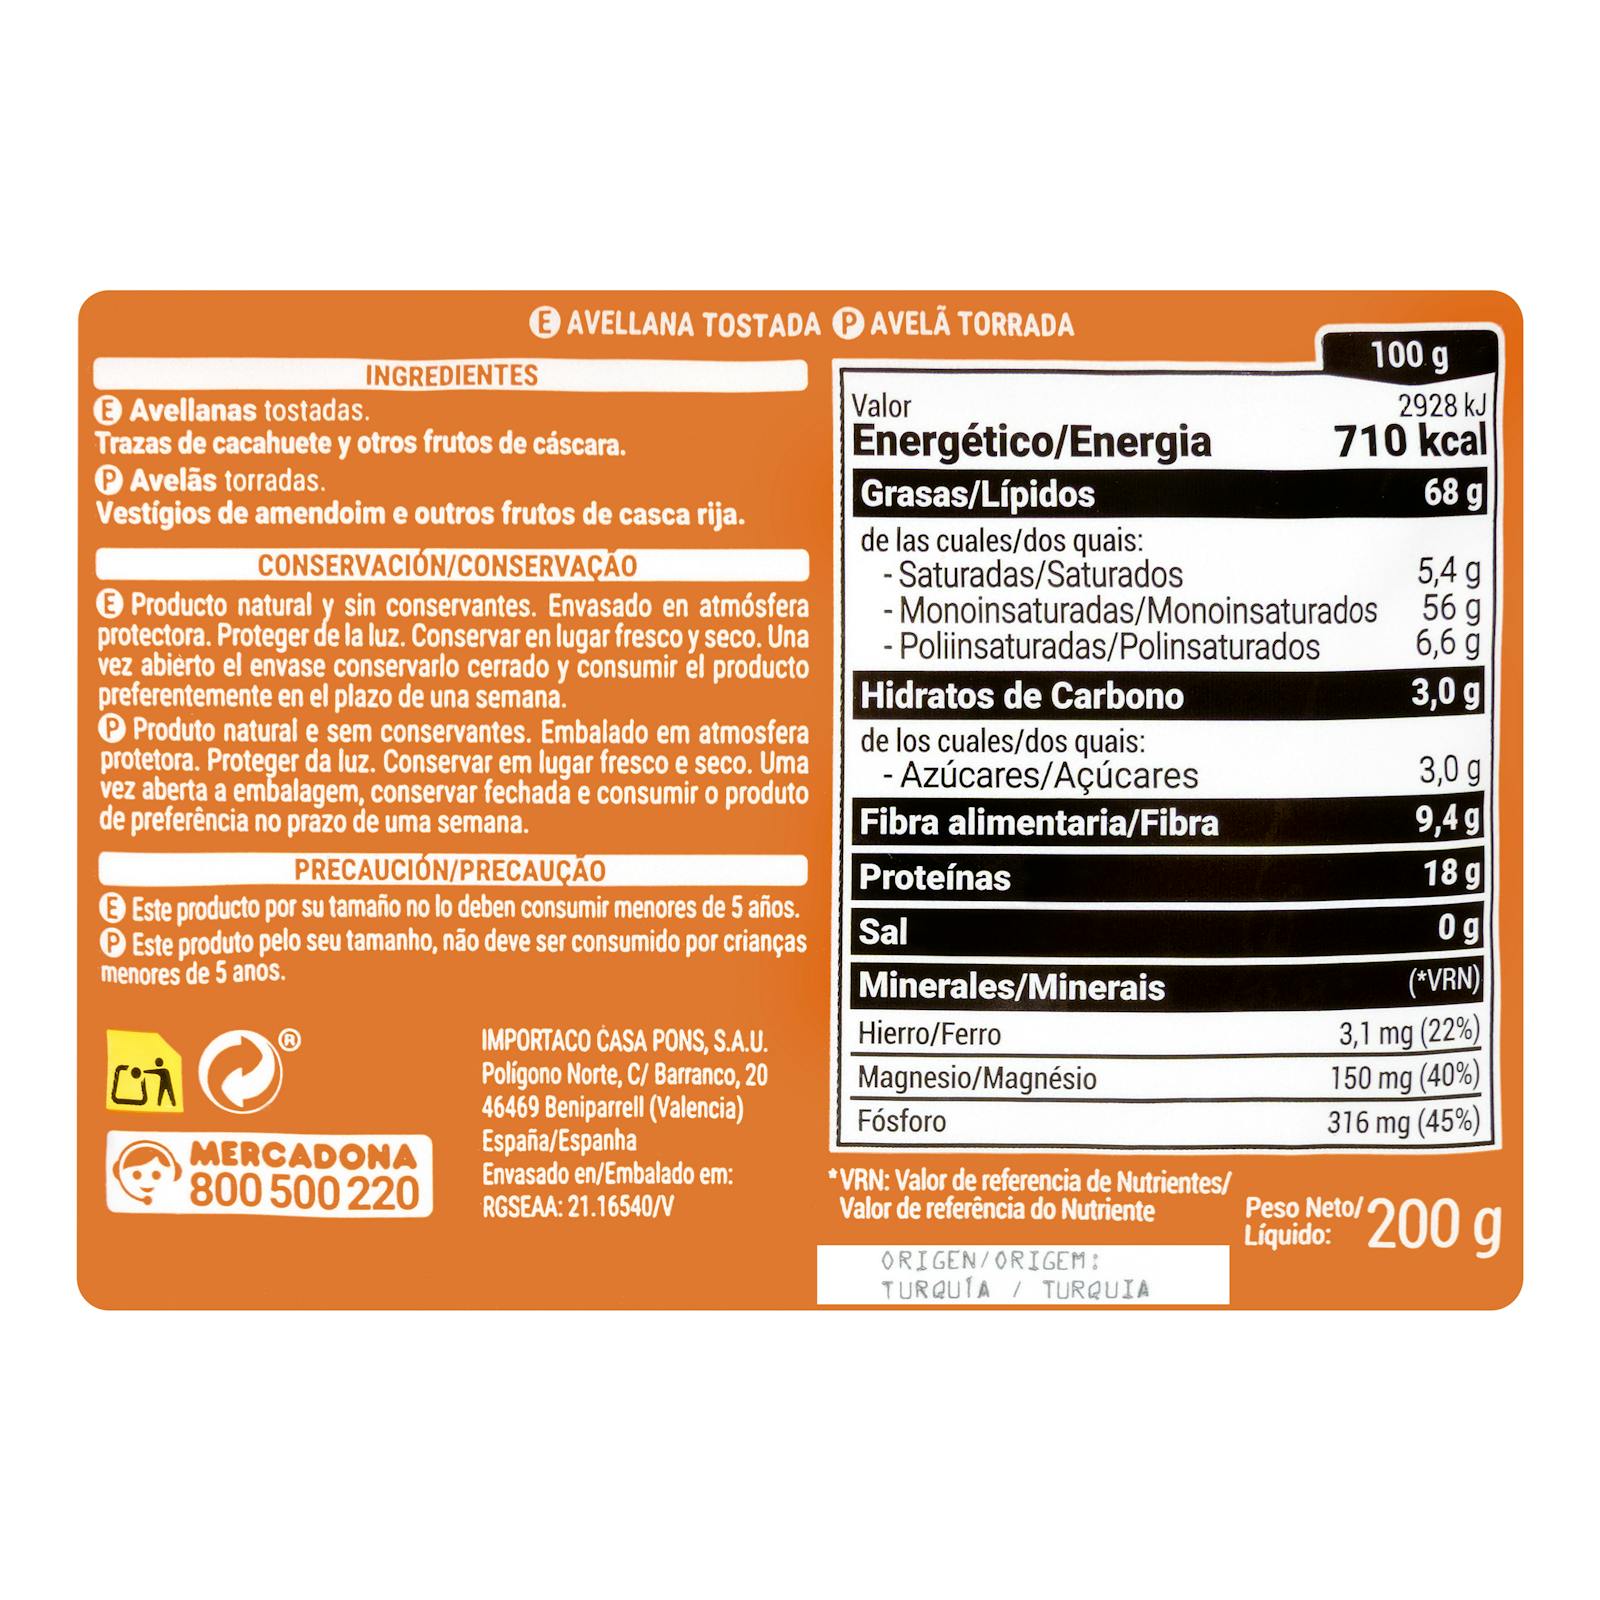 E AVELLANA TOSTADA P AVELÃ TORRADA
INGREDIENTES
E Avellanas tostadas.
Trazas de cacahuete y otros frutos de cáscara.
P Avelãs torradas.
Vestígios de amendoim e outros frutos de casca rija.
CONSERVACIÓN/CONSERVAÇÃO
E Producto natural y sin conservantes. Envasado en atmósfera
protectora. Proteger de la luz. Conservar en lugar fresco y seco. Una
vez abierto el envase conservarlo cerrado y consumir el producto
preferentemente en el plazo de una semana.
P Produto natural e sem conservantes. Embalado em atmosfera
protetora. Proteger da luz. Conservar em lugar fresco e seco. Uma
vez aberta a embalagem, conservar fechada e consumir o produto
de preferência no prazo de uma semana.
PRECAUCIÓN/PRECAUÇÃO
E Este producto por su tamaño no lo deben consumir menores de 5 años.
P Este produto pelo seu tamanho, não deve ser consumido por crianças
menores de 5 anos.
®
MERCADONA
800 500 220
IMPORTACO CASA PONS, S.A.U.
Polígono Norte, C/ Barranco, 20
46469 Beniparrell (Valencia)
España/Espanha
Envasado en/Embalado em:
RGSEAA: 21.16540/V
100 g
Valor 2928 kJ
Energético/Energia 710 kcal
Grasas/Lípidos 68 g
de las cuales/dos quais:
- Saturadas/Saturados 5,4 g
- Monoinsaturadas/Monoinsaturados 56 g
- Poliinsaturadas/Polinsaturados 6,6 g
Hidratos de Carbono 3,0 g
de los cuales/dos quais:
- Azúcares/Açúcares 3,0 g
Fibra alimentaria/Fibra 9,4 g
Proteínas 18 g
Sal 0 g
Minerales/Minerais (*VRN)
Hierro/Ferro 3,1 mg (22%)
Magnesio/Magnésio 150 mg (40%)
Fósforo 316 mg (45%)
*VRN: Valor de referencia de Nutrientes/
Valor de referência do Nutriente
Peso Neto/
Líquido: 200 g
ORIGEN/ORIGEM:
TURQUÍA / TURQUIA